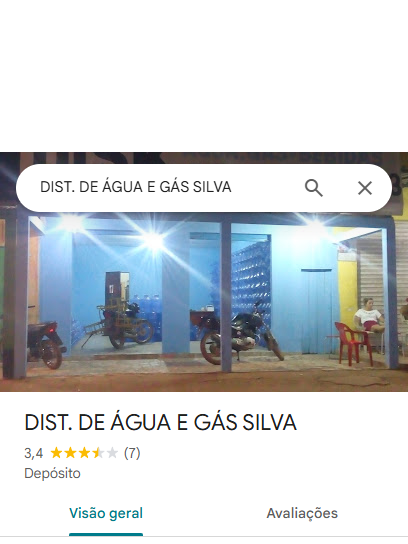 DIST. DE ÁGUA E GÁS SILVA
DIST. DE ÁGUA E GÁS SILVA
3,4 (7)
Depósito
Visão geral Avaliações